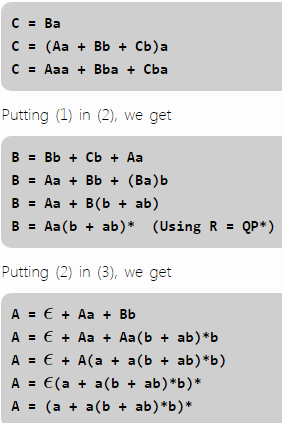 C = Ba
C = (Aa + Bb + Cb)a
C = Aaa + Bba + Cba
Putting (1) in (2), we get
B = Bb + Cb + Aa
B = Aa + Bb + (Ba)b
B = Aa + B(b + ab)
B = Aa(b + ab)* (Using R = QP*)
Putting (2) in (3), we get
A = ϵ + Aa + Bb
A = ϵ + Aa + Aa(b + ab)*b
A = ϵ + A(a + a(b + ab)*b)
A = ϵ(a + a(b + ab)*b)*
A = (a + a(b + ab)*b)*